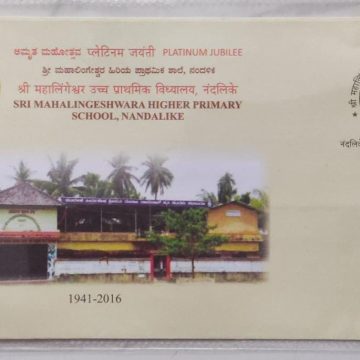 ಅಮೃತ ಮಹೋತ್ಸವ प्लेटिनम जयंती PLATINUM JUBILEE
ಶ್ರೀ ಮಹಾಲಿಂಗೇಶ್ವರ ಹಿರಿಯ ಪ್ರಾಥಮಿಕ ಶಾಲೆ, ನಂದಳಿಕೆ
श्री महालिंगेश्वर उच्च प्राथमिक विध्यालय, नंदलिके
SRI MAHALINGESHWARA HIGHER PRIMARY
SCHOOL, NANDALIKE
1941-2016